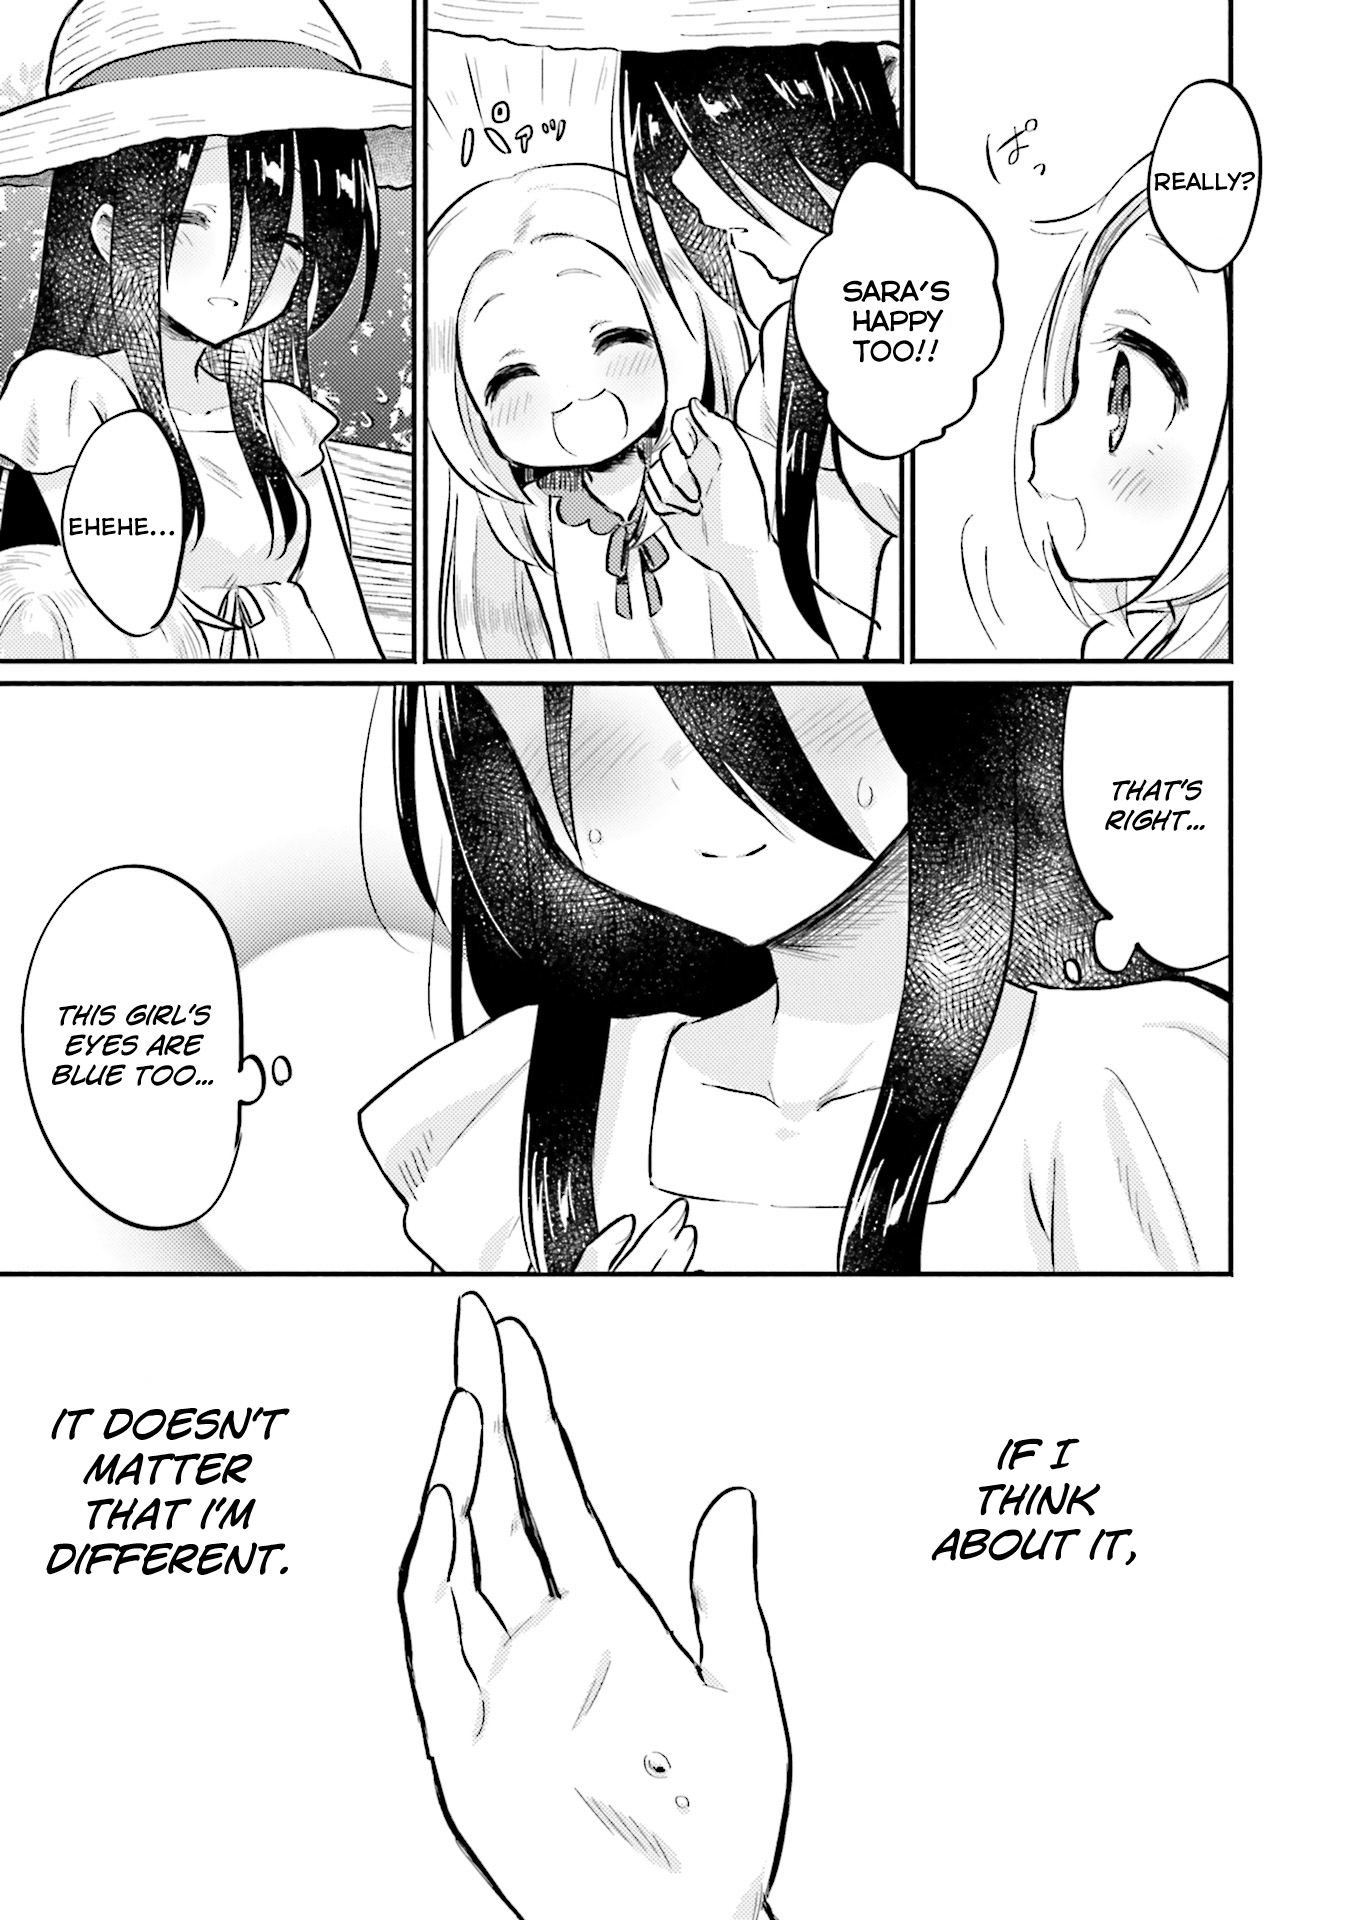 REALLY?
ぱっ
SARA'S
HAPPY
TOO!!
パァッ
EHEHE...
THAT'S
RIGHT...
THIS GIRL'S
EYES ARE
BLUE TOO...
IF I
THINK
ABOUT IT,
IT DOESN'T
MATTER
THAT I'M
DIFFERENT.